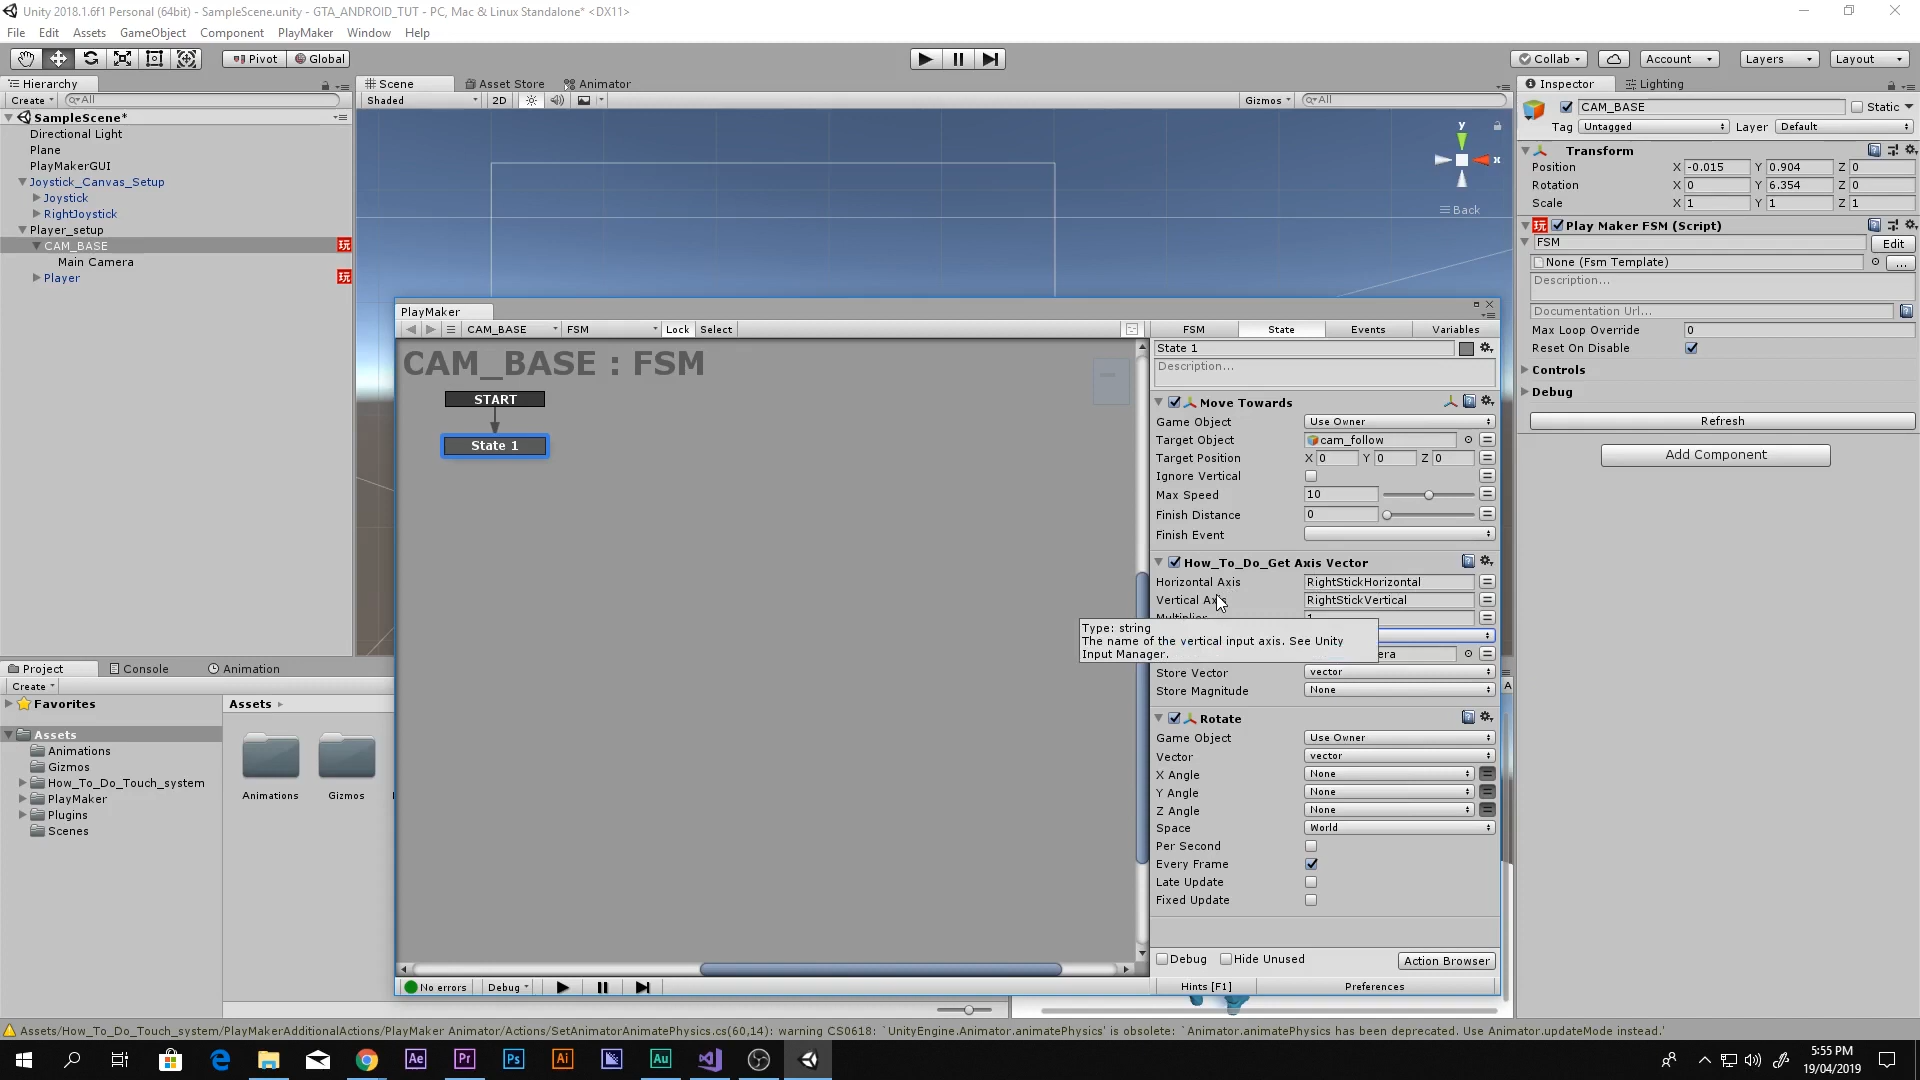 Unity 2018.1.6f1 Personal (64bit) - SampleScene.unity - GTA_ANDROID_TUT - PC, Mac & Linux Standalone* <DX11>
File Edit Assets GameObject Component PlayMaker Window Help
Pivot Global Collab Account Layers Layout
Hierarchy
Create All
SampleScene*
Directional Light
Plane
PlayMakerGUI
Joystick_Canvas_Setup
Joystick
RightJoystick
Player_setup
CAM_BASE 玩
Main Camera
Player 玩
Scene Asset Store Animator
Shaded 2D Gizmos All
y
x
Back
PlayMaker
CAM_BASE FSM Lock Select
CAM_BASE : FSM
START
State 1
No errors Debug
FSM State Events Variables
State 1
Description...
Move Towards
Game Object Use Owner
Target Object cam_follow
Target Position X 0 Y 0 Z 0
Ignore Vertical
Max Speed 10
Finish Distance 0
Finish Event
How_To_Do_Get Axis Vector
Horizontal Axis RightStickHorizontal
Vertical Axis RightStickVertical
Multiplier 1
Type: string
The name of the vertical input axis. See Unity
Input Manager.
era
Store Vector vector
Store Magnitude None
Rotate
Game Object Use Owner
Vector vector
X Angle None
Y Angle None
Z Angle None
Space World
Per Second
Every Frame
Late Update
Fixed Update
Debug Hide Unused Action Browser
Hints [F1] Preferences
Inspector Lighting
CAM_BASE Static
Tag Untagged Layer Default
Transform
Position X -0.015 Y 0.904 Z 0
Rotation X 0 Y 6.354 Z 0
Scale X 1 Y 1 Z 1
玩 Play Maker FSM (Script)
FSM Edit
None (Fsm Template) ...
Description...
Documentation Url...
Max Loop Override 0
Reset On Disable
Controls
Debug
Refresh
Add Component
Project Console Animation
Create
Favorites
Assets
Animations
Gizmos
How_To_Do_Touch_system
PlayMaker
Plugins
Scenes
Assets
Animations Gizmos
A
Assets/How_To_Do_Touch_system/PlayMakerAdditionalActions/PlayMaker Animator/Actions/SetAnimatorAnimatePhysics.cs(60,14): warning CS0618: `UnityEngine.Animator.animatePhysics' is obsolete: `Animator.animatePhysics has been deprecated. Use Animator.updateMode instead.'
Ae Pr Ps Ai Au
5:55 PM
19/04/2019